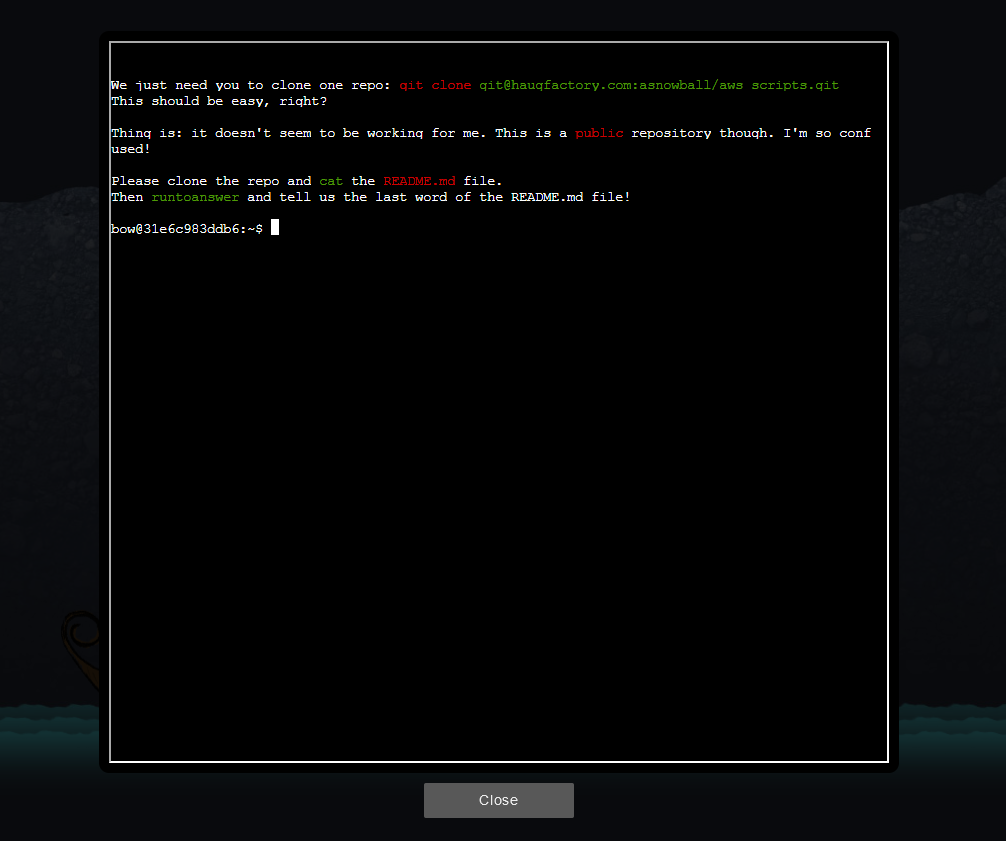 We just need you to clone one repo: git clone git@haugfactory.com:asnowball/aws_scripts.git
This should be easy, right?
Thing is: it doesn't seem to be working for me. This is a public repository though. I'm so conf
used!
Please clone the repo and cat the README.md file.
Then runtoanswer and tell us the last word of the README.md file!
bow@31e6c983ddb6:~$
Close